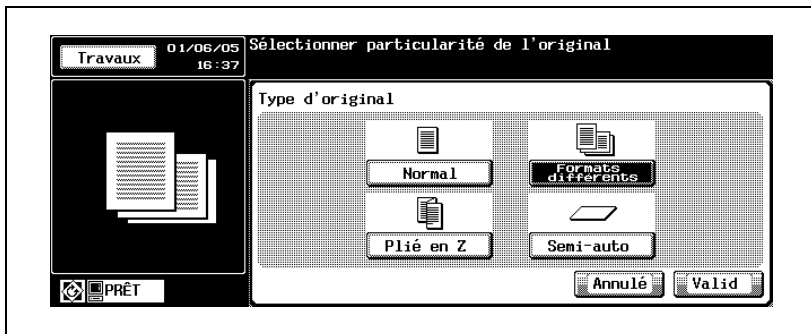 Travaux
01/06/05
16:37
Sélectionner particularité de l'original
Type d'original
Normal
Formats
différents
Plié en Z
Semi-auto
Annulé
Valid
PRÊT